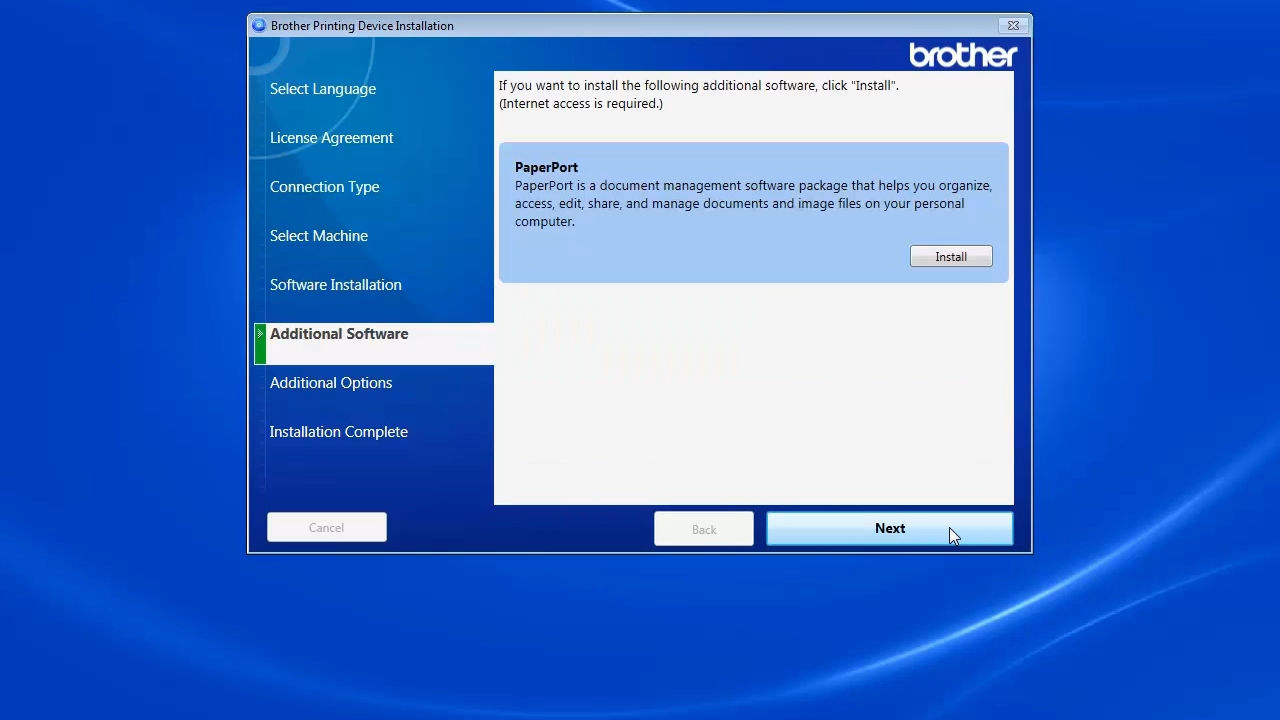 Brother Printing Device Installation
brother
Select Language
License Agreement
Connection Type
Select Machine
Software Installation
Additional Software
Additional Options
Installation Complete
If you want to install the following additional software, click "Install".
(Internet access is required.)
PaperPort
PaperPort is a document management software package that helps you organize,
access, edit, share, and manage documents and image files on your personal
computer.
Install
Cancel
Back
Next